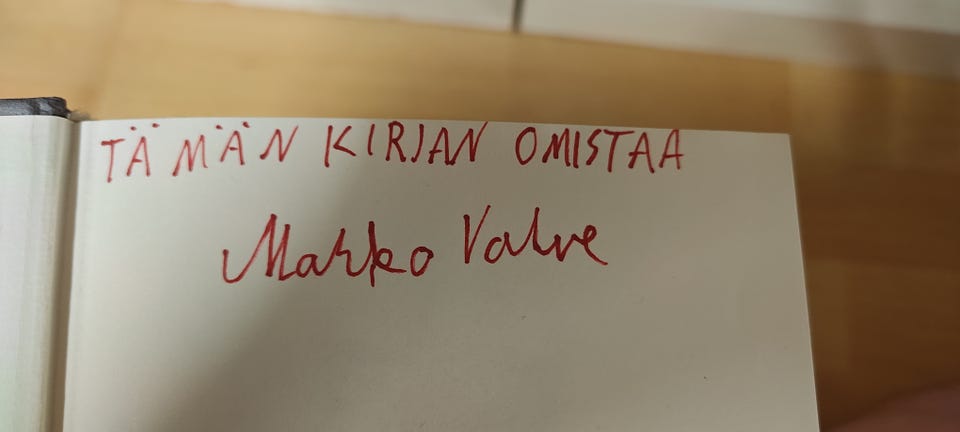 TÄMÄN KIRJAN OMISTAA
Marko Valve